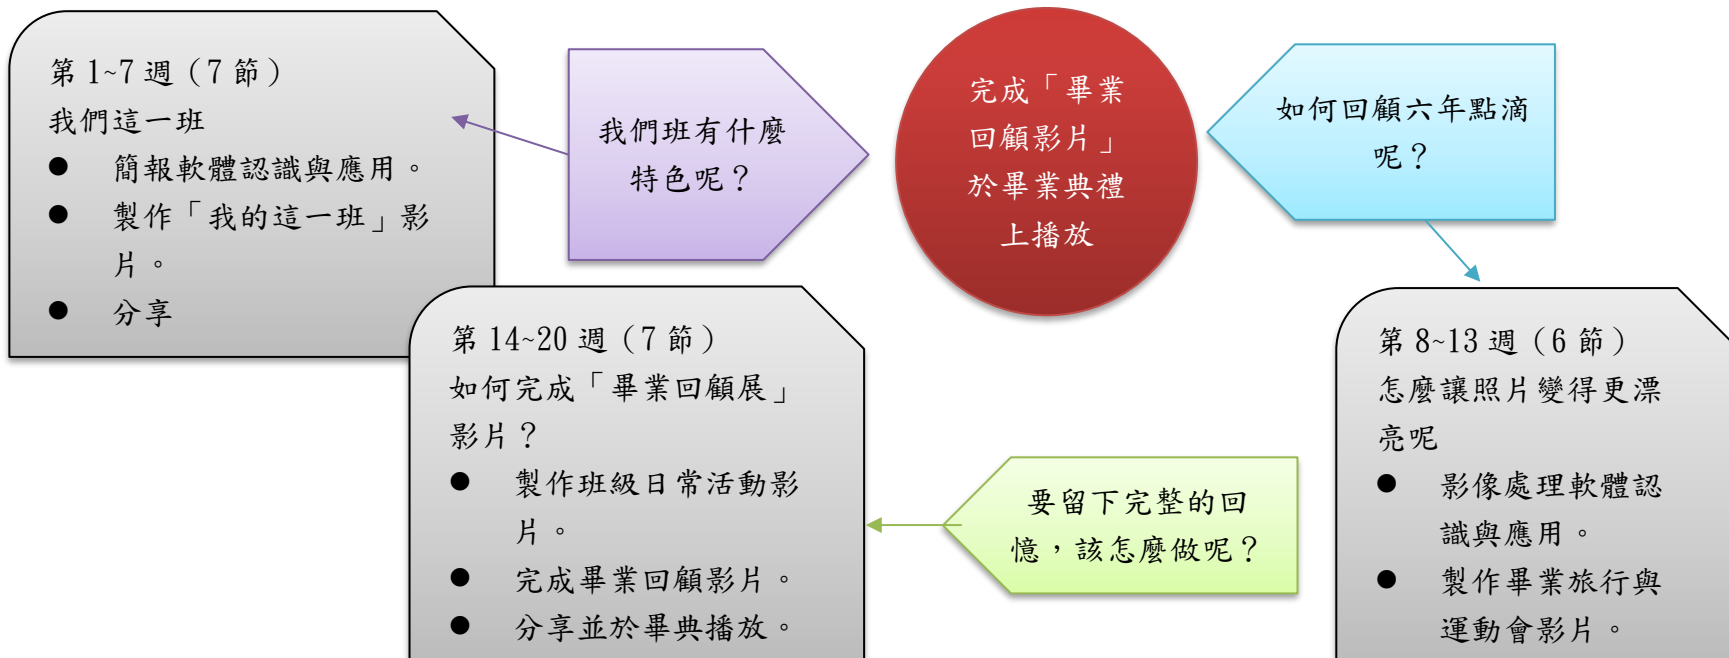 第 1~7 週（7 節）
我們這一班
● 簡報軟體認識與應用。
● 製作「我的這一班」影
片。
● 分享
我們班有什麼
特色呢？
完成「畢業
回顧影片」
於畢業典禮
上播放
如何回顧六年點滴
呢？
第 8~13 週（6 節）
怎麼讓照片變得更漂
亮呢
● 影像處理軟體認
識與應用。
● 製作畢業旅行與
運動會影片。
要留下完整的回
憶，該怎麼做呢？
第 14~20 週（7 節）
如何完成「畢業回顧展」
影片？
● 製作班級日常活動影
片。
● 完成畢業回顧影片。
● 分享並於畢典播放。